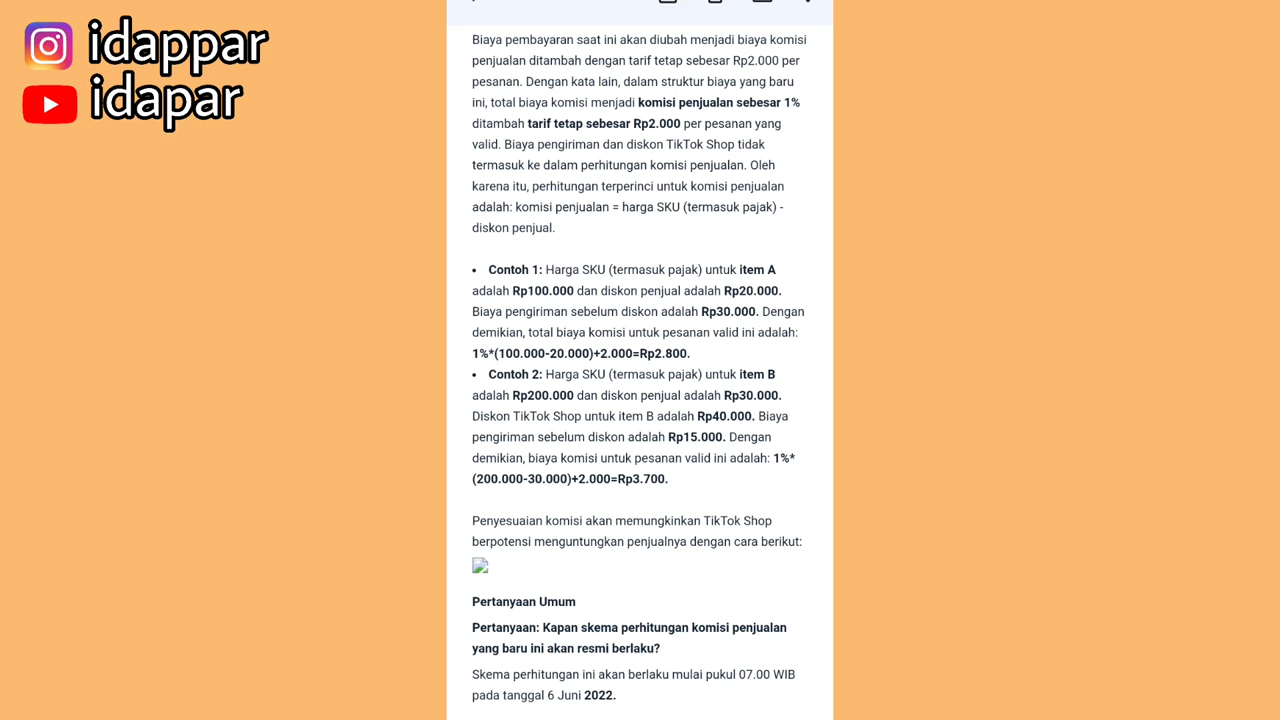 idappar
idapar
Biaya pembayaran saat ini akan diubah menjadi biaya komisi
penjualan ditambah dengan tarif tetap sebesar Rp2.000 per
pesanan. Dengan kata lain, dalam struktur biaya yang baru
ini, total biaya komisi menjadi komisi penjualan sebesar 1%
ditambah tarif tetap sebesar Rp2.000 per pesanan yang
valid. Biaya pengiriman dan diskon TikTok Shop tidak
termasuk ke dalam perhitungan komisi penjualan. Oleh
karena itu, perhitungan terperinci untuk komisi penjualan
adalah: komisi penjualan = harga SKU (termasuk pajak) -
diskon penjual.
• Contoh 1: Harga SKU (termasuk pajak) untuk item A
adalah Rp100.000 dan diskon penjual adalah Rp20.000.
Biaya pengiriman sebelum diskon adalah Rp30.000. Dengan
demikian, total biaya komisi untuk pesanan valid ini adalah:
1%*(100.000-20.000)+2.000=Rp2.800.
• Contoh 2: Harga SKU (termasuk pajak) untuk item B
adalah Rp200.000 dan diskon penjual adalah Rp30.000.
Diskon TikTok Shop untuk item B adalah Rp40.000. Biaya
pengiriman sebelum diskon adalah Rp15.000. Dengan
demikian, biaya komisi untuk pesanan valid ini adalah: 1%*
(200.000-30.000)+2.000=Rp3.700.
Penyesuaian komisi akan memungkinkan TikTok Shop
berpotensi menguntungkan penjualnya dengan cara berikut:
Pertanyaan Umum
Pertanyaan: Kapan skema perhitungan komisi penjualan
yang baru ini akan resmi berlaku?
Skema perhitungan ini akan berlaku mulai pukul 07.00 WIB
pada tanggal 6 Juni 2022.